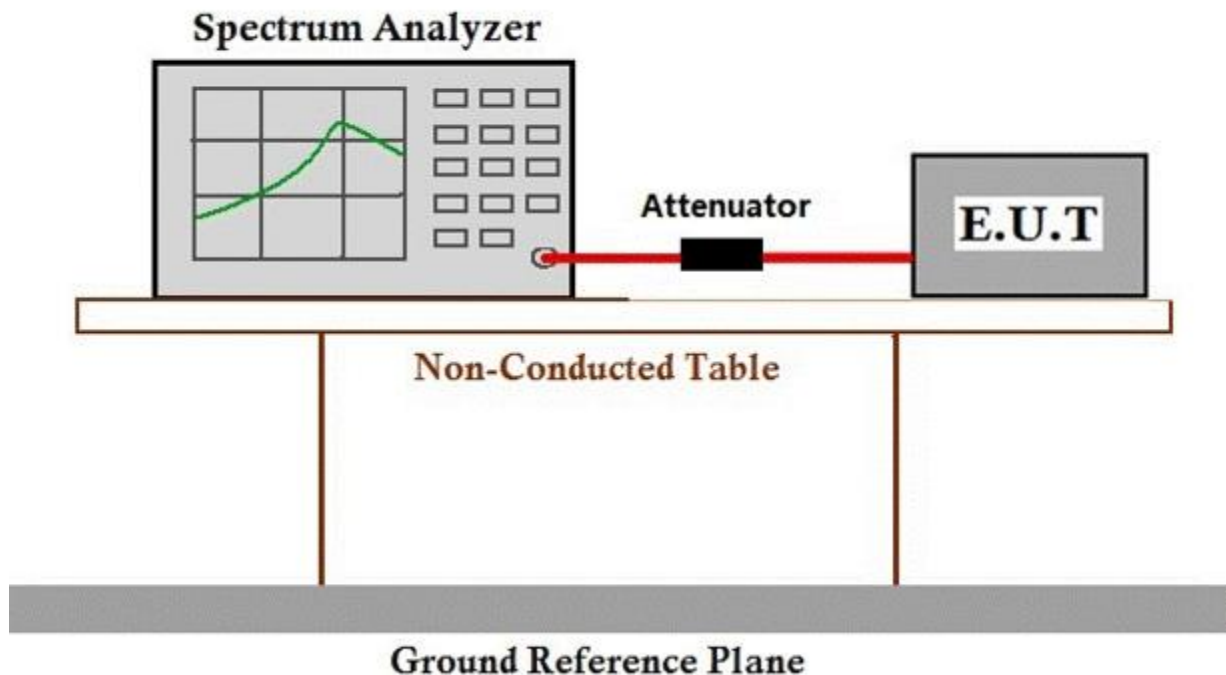 Spectrum Analyzer
Attenuator
E.U.T
Non-Conducted Table
Ground Reference Plane